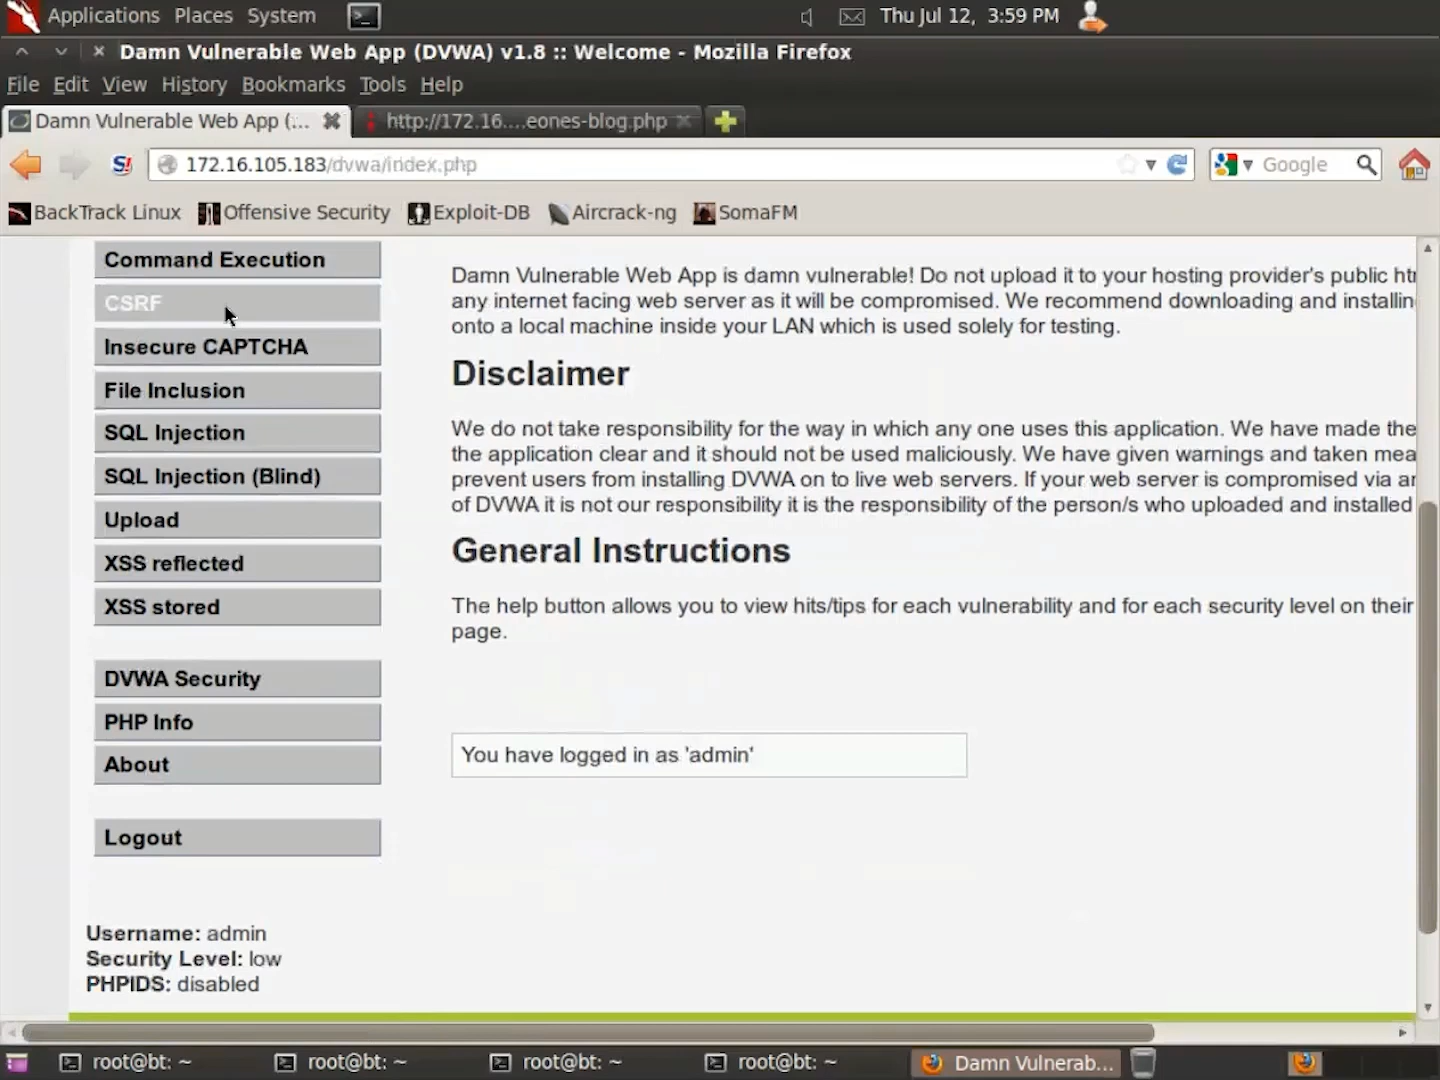 Applications Places System
Thu Jul 12, 3:59 PM
Damn Vulnerable Web App (DVWA) v1.8 :: Welcome - Mozilla Firefox
File Edit View History Bookmarks Tools Help
Damn Vulnerable Web App (... http://172.16....eones-blog.php
S! 172.16.105.183/dvwa/index.php Google
BackTrack Linux Offensive Security Exploit-DB Aircrack-ng SomaFM
Command Execution
CSRF
Insecure CAPTCHA
File Inclusion
SQL Injection
SQL Injection (Blind)
Upload
XSS reflected
XSS stored
DVWA Security
PHP Info
About
Logout
Username: admin
Security Level: low
PHPIDS: disabled
Damn Vulnerable Web App is damn vulnerable! Do not upload it to your hosting provider's public
any internet facing web server as it will be compromised. We recommend downloading and
onto a local machine inside your LAN which is used solely for testing.
Disclaimer
We do not take responsibility for the way in which any one uses this application. We have made the
the application clear and it should not be used maliciously. We have given warnings and taken
prevent users from installing DVWA on to live web servers. If your web server is compromised via
of DVWA it is not our responsibility it is the responsibility of the person/s who uploaded and installed
General Instructions
The help button allows you to view hits/tips for each vulnerability and for each security level on their
page.
You have logged in as 'admin'
root@bt: ~ root@bt: ~ root@bt: ~ root@bt: ~ Damn Vulnerab...